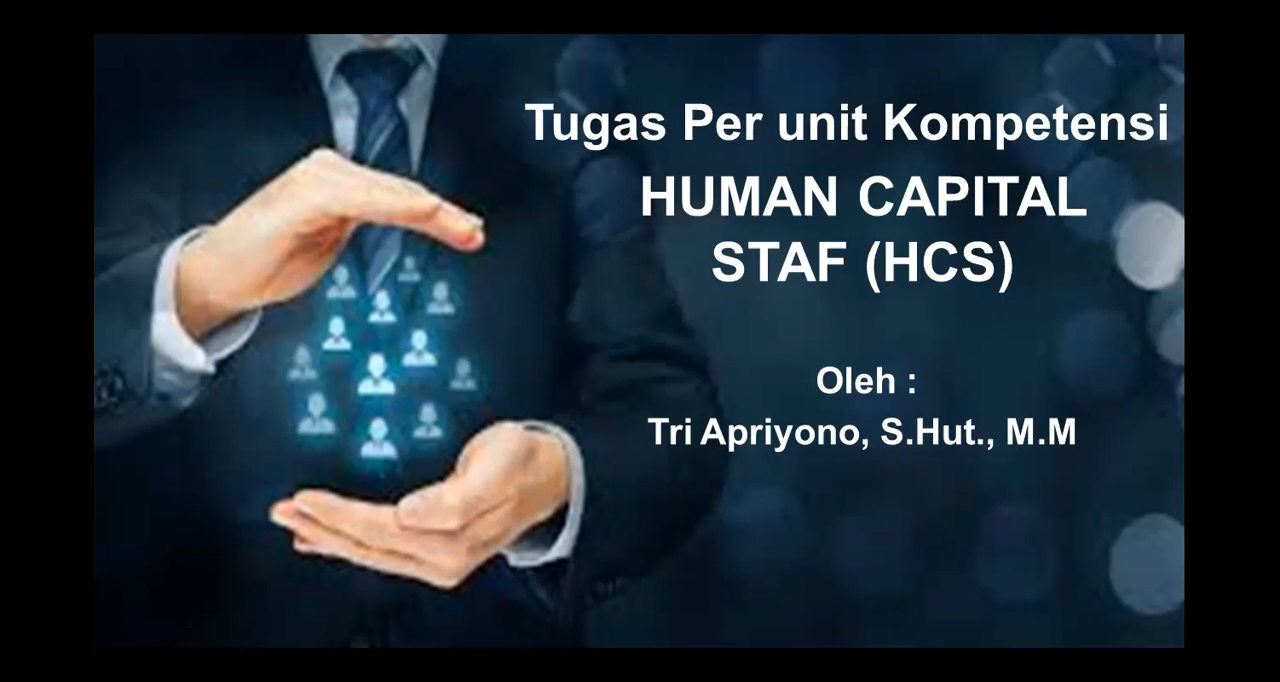 Tugas Per unit Kompetensi
HUMAN CAPITAL
STAF (HCS)
Oleh :
Tri Apriyono, S.Hut., M.M